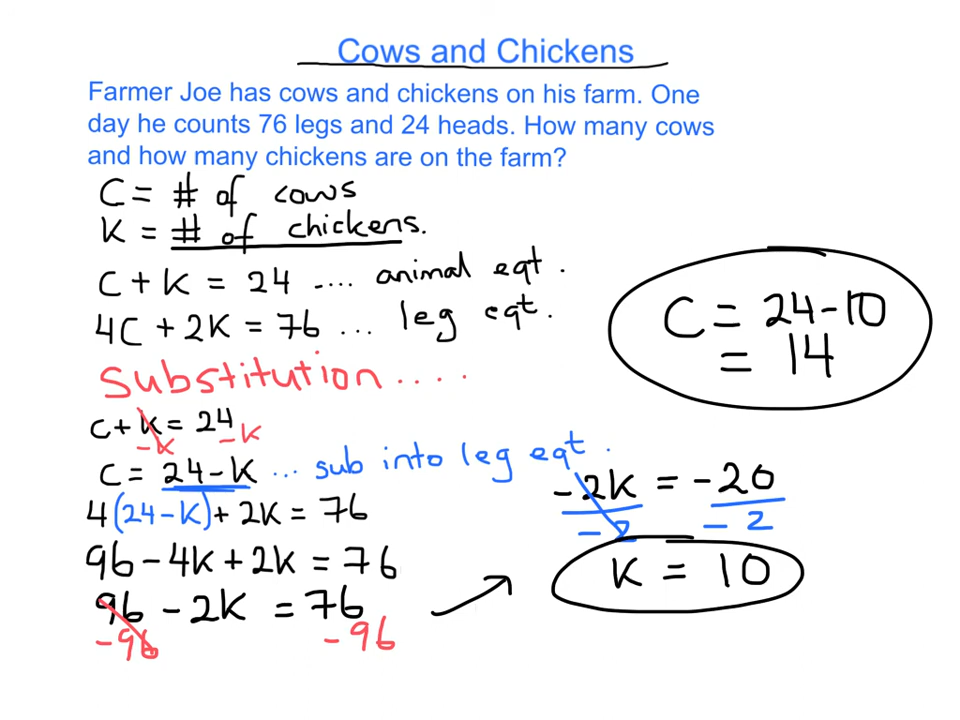 Cows and Chickens
Farmer Joe has cows and chickens on his farm. One
day he counts 76 legs and 24 heads. How many cows
and how many chickens are on the farm?
C = # of cows
K = # of chickens.
C + K = 24 .... animal eqt.
4C + 2K = 76 ... leg eqt.
Substitution....
C + K = 24
-K -K
C = 24 - K ... sub into leg eqt.
4(24 - K) + 2K = 76
96 - 4K + 2K = 76
96 - 2K = 76
-96 -96
-2K = -20
-2 -2
K = 10
C = 24 - 10
= 14